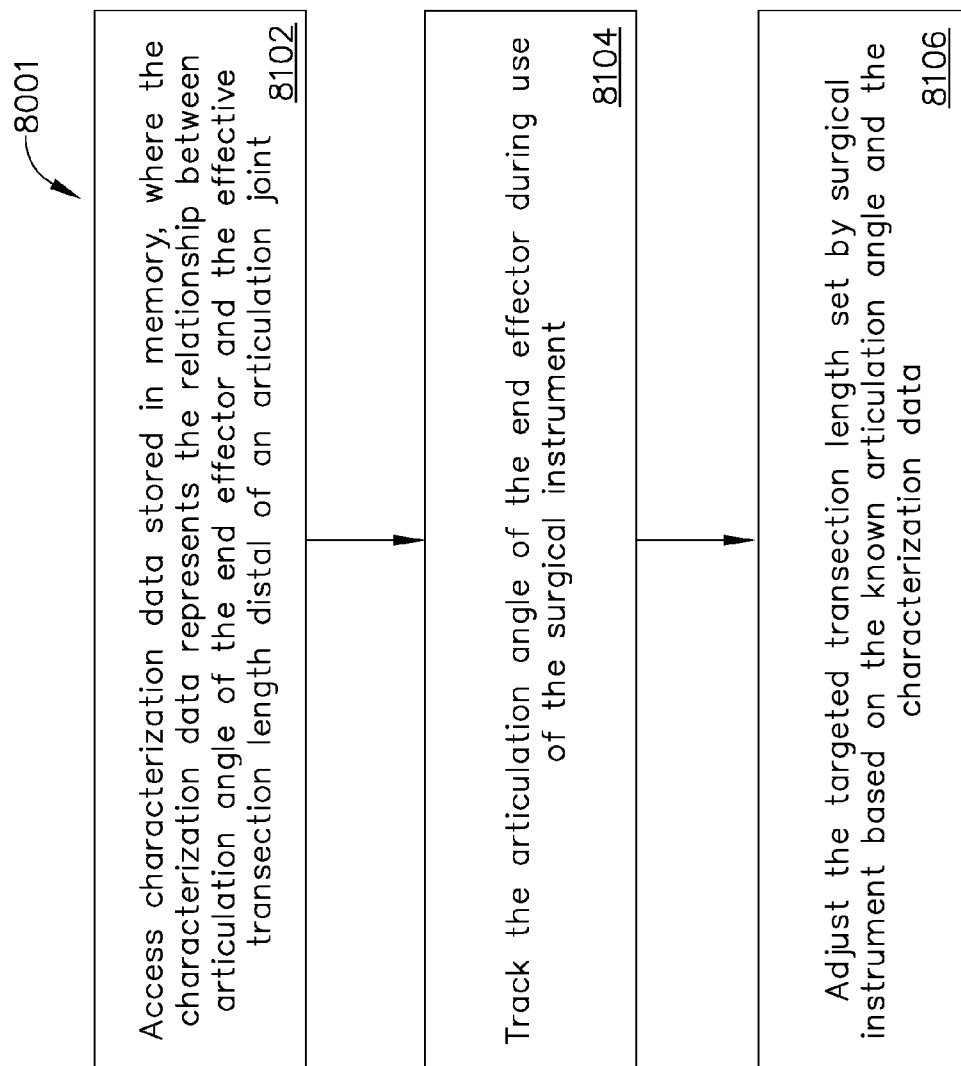 8001
Access characterization data stored in memory, where the
characterization data represents the relationship between
articulation angle of the end effector and the effective
transection length distal of an articulation joint
8102
Track the articulation angle of the end effector during use
of the surgical instrument
8104
Adjust the targeted transection length set by surgical
instrument based on the known articulation angle and the
characterization data
8106